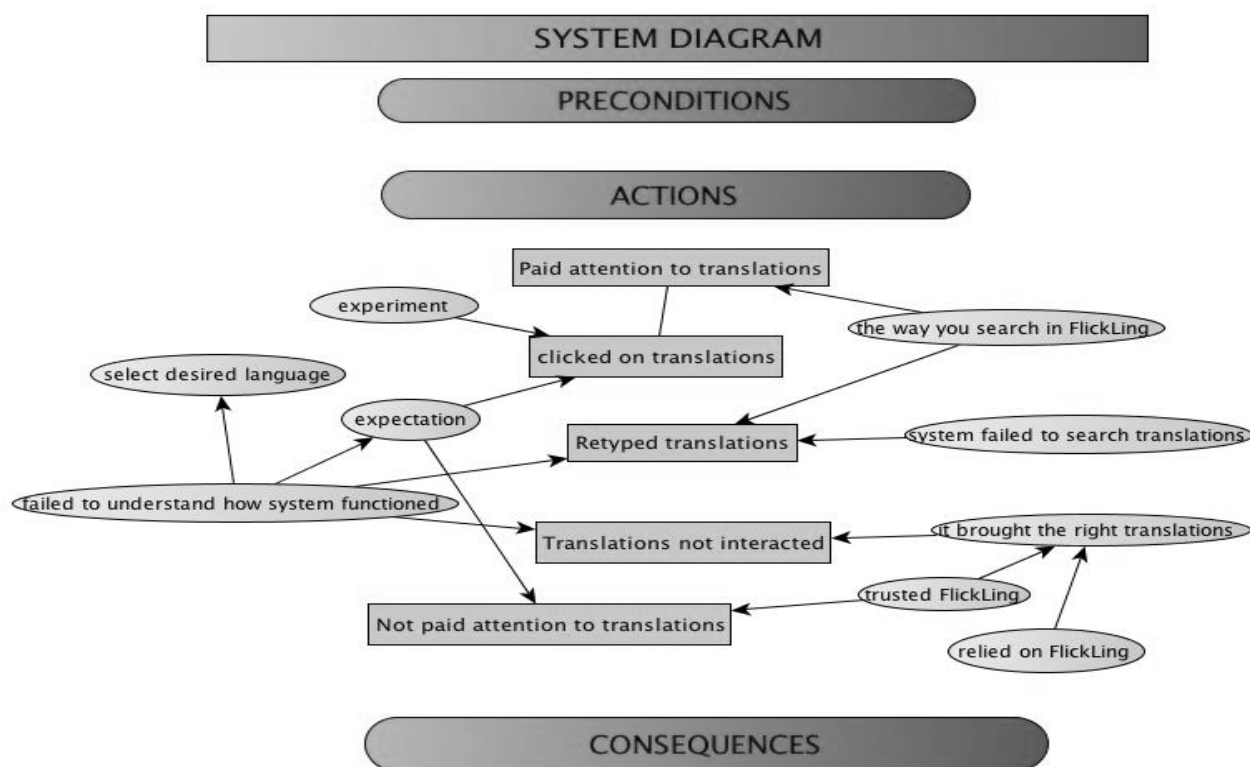 SYSTEM DIAGRAM
PRECONDITIONS
ACTIONS
Paid attention to translations
experiment
the way you search in FlickLing
clicked on translations
select desired language
expectation
Retyped translations
system failed to search translations
failed to understand how system functioned
Translations not interacted
it brought the right translations
trusted FlickLing
Not paid attention to translations
relied on FlickLing
CONSEQUENCES